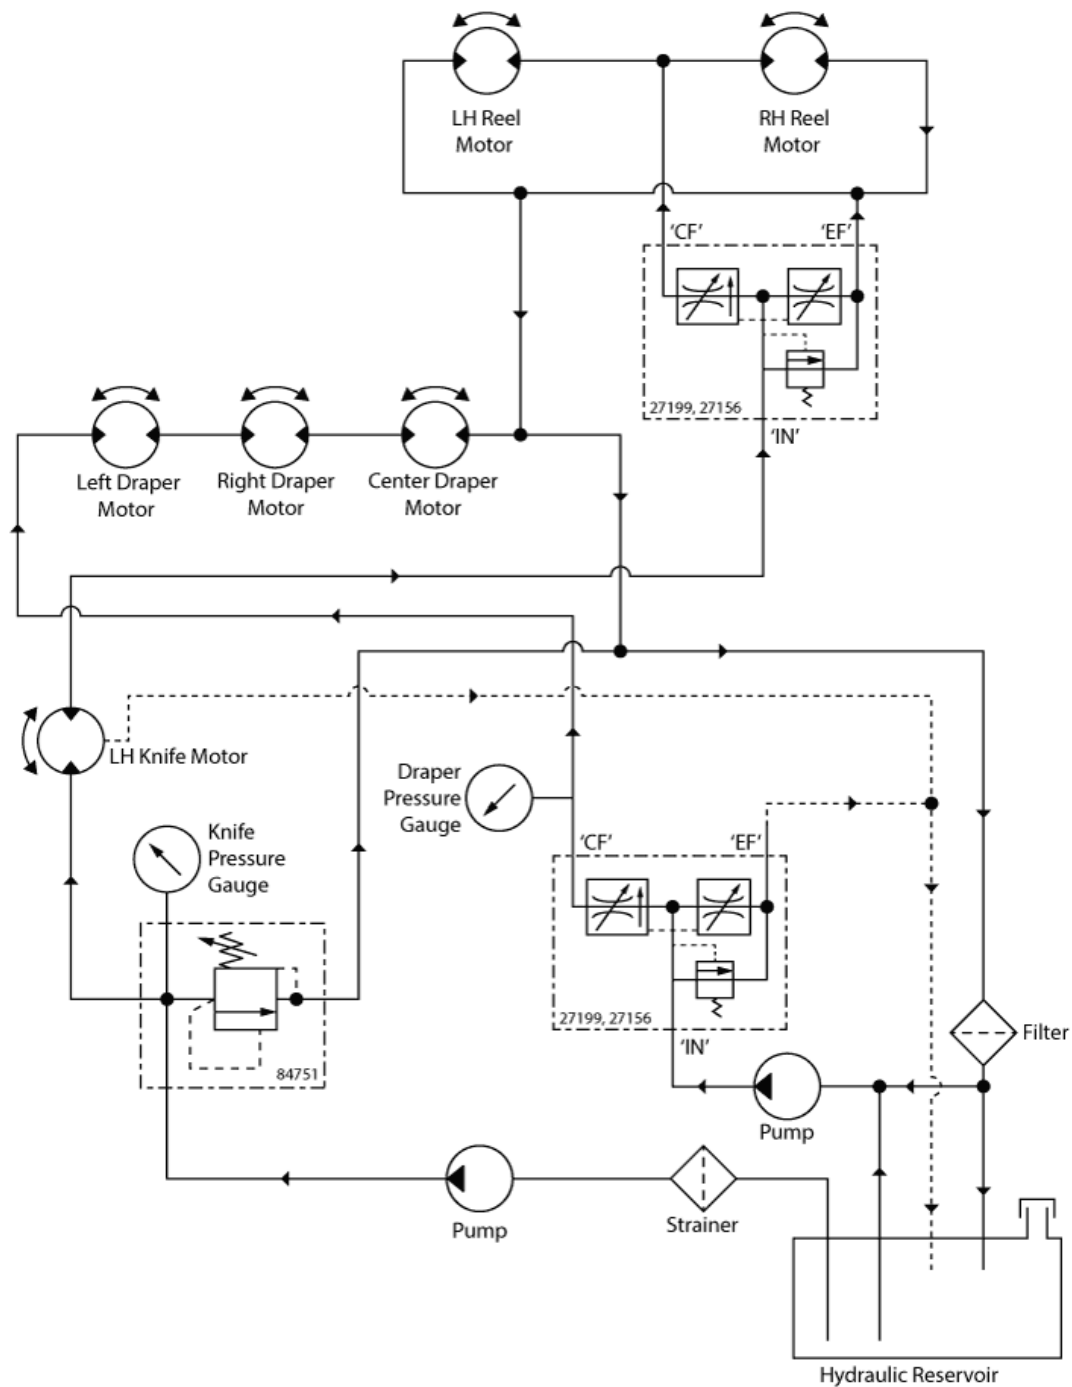 LH Reel
Motor
RH Reel
Motor
'CF'
'EF'
27199, 27156
'IN'
Left Draper
Motor
Right Draper
Motor
Center Draper
Motor
LH Knife Motor
Draper
Pressure
Gauge
Knife
Pressure
Gauge
'CF'
'EF'
27199, 27156
'IN'
Filter
84751
Pump
Pump
Strainer
Hydraulic Reservoir